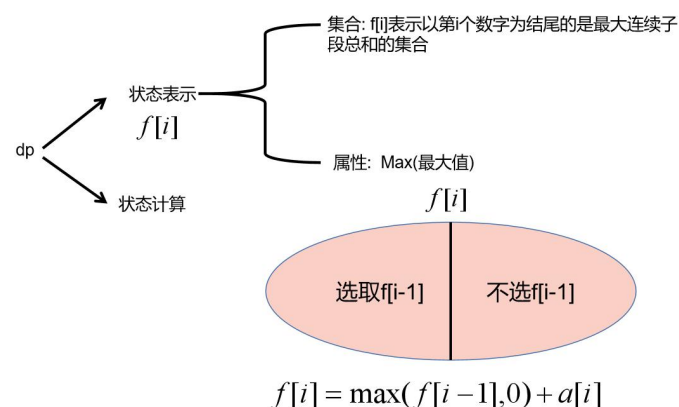 集合: f[i]表示以第i个数字为结尾的是最大连续子
段总和的集合
状态表示
f[i]
dp
属性: Max(最大值)
状态计算
f[i]
选取f[i-1]
不选f[i-1]
f[i] = max(f[i−1],0) + a[i]